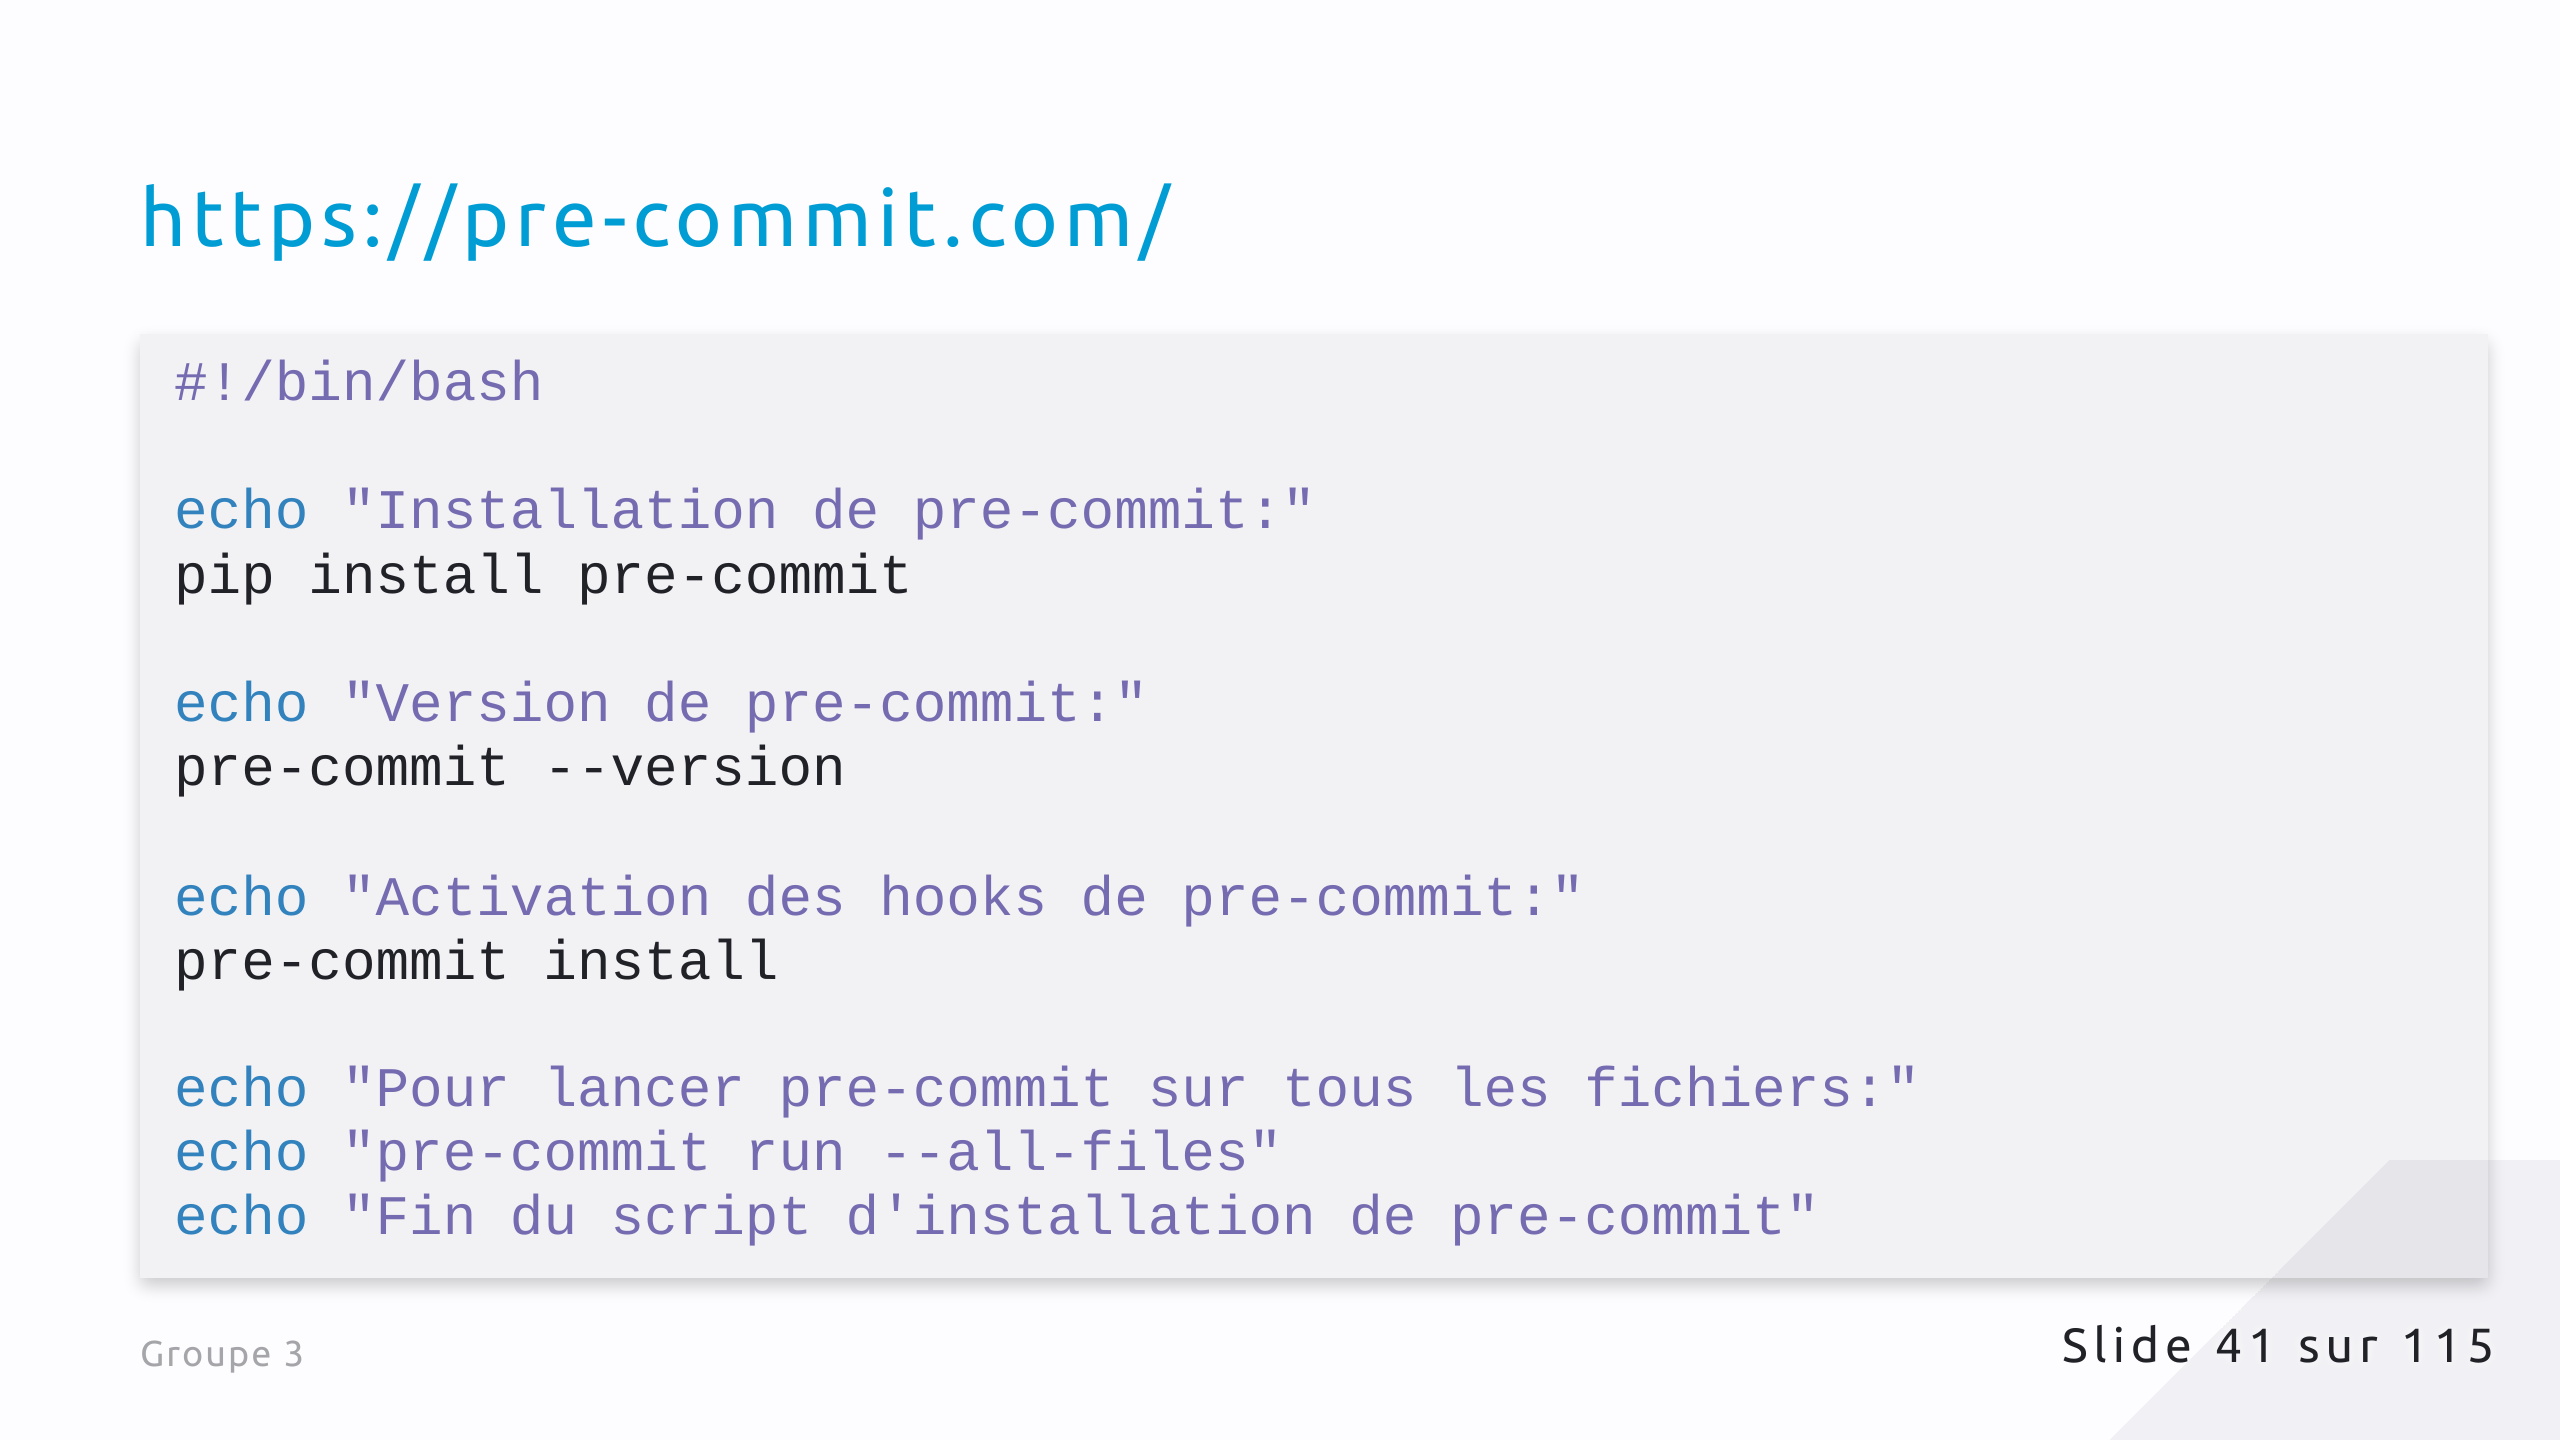 https://pre-commit.com/
#!/bin/bash
echo "Installation de pre-commit:"
pip install pre-commit
echo "Version de pre-commit:"
pre-commit --version
echo "Activation des hooks de pre-commit:"
pre-commit install
echo "Pour lancer pre-commit sur tous les fichiers:"
echo "pre-commit run --all-files"
echo "Fin du script d'installation de pre-commit"
Groupe 3
Slide 41 sur 115